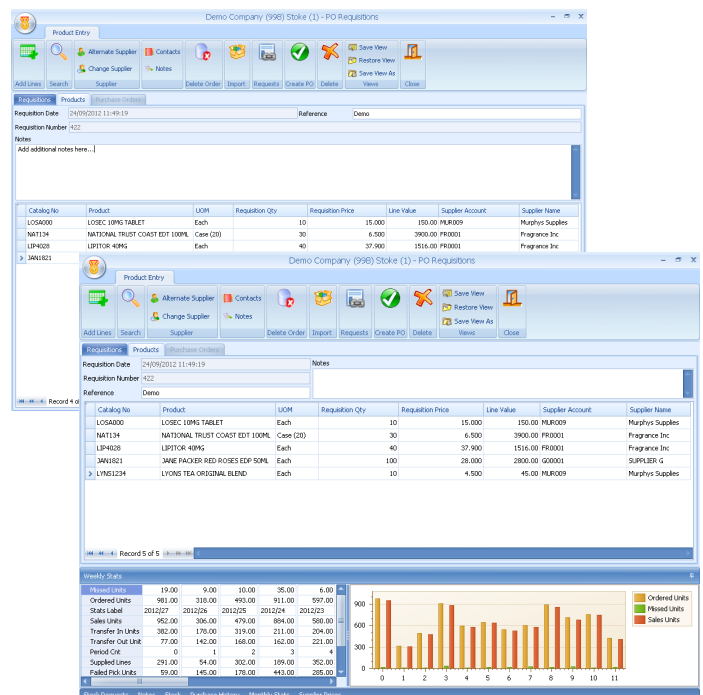 Demo Company (998) Stoke (1) - PO Requisitions
Product Entry
Alternate Supplier
Contacts
Save View
Change Supplier
Notes
Restore View
Save View As
Add Lines Search Supplier Delete Order Import Requests Create PO Delete Views Close
Requisitions Products Purchase Orders
Requisition Date 24/09/2012 11:49:19 Reference Demo
Requisition Number 422
Notes
Add additional notes here...
Catalog No Product UOM Requisition Qty Requisition Price Line Value Supplier Account Supplier Name
LOSA000 LOSEC 10MG TABLET Each 10 15.000 150.00 MUR009 Murphys Supplies
NAT134 NATIONAL TRUST COAST EDT 100ML Case (20) 30 6.500 3900.00 FR0001 Fragrance Inc
LIP4028 LIPITOR 40MG Each 40 37.900 1516.00 FR0001 Fragrance Inc
JAN1821
Record 4 of
Demo Company (998) Stoke (1) - PO Requisitions
Product Entry
Alternate Supplier
Contacts
Save View
Change Supplier
Notes
Restore View
Save View As
Add Lines Search Supplier Delete Order Import Requests Create PO Delete Views Close
Requisitions Products Purchase Orders
Requisition Date 24/09/2012 11:49:19 Notes
Requisition Number 422
Reference Demo
Catalog No Product UOM Requisition Qty Requisition Price Line Value Supplier Account Supplier Name
LOSA000 LOSEC 10MG TABLET Each 10 15.000 150.00 MUR009 Murphys Supplies
NAT134 NATIONAL TRUST COAST EDT 100ML Case (20) 30 6.500 3900.00 FR0001 Fragrance Inc
LIP4028 LIPITOR 40MG Each 40 37.900 1516.00 FR0001 Fragrance Inc
JAN1821 JANE PACKER RED ROSES EDP 50ML Each 100 28.000 2800.00 G00001 SUPPLIER G
LYNS1234 LYONS TEA ORIGINAL BLEND Each 10 4.500 45.00 MUR009 Murphys Supplies
Record 5 of 5
Weekly Stats
Missed Units 19.00 9.00 10.00 35.00 6.00
Ordered Units 981.00 318.00 493.00 911.00 597.00
Stats Label 2012/27 2012/26 2012/25 2012/24 2012/23
Sales Units 952.00 306.00 479.00 884.00 580.00
Transfer In Units 382.00 178.00 319.00 211.00 204.00
Transfer Out Unit 77.00 142.00 168.00 162.00 221.00
Period Cnt 0 1 2 3 4
Supplied Lines 291.00 54.00 302.00 189.00 352.00
Failed Pick Units 59.00 145.00 178.00 443.00 285.00
900
600
300
0
0 1 2 3 4 5 6 7 8 9 10 11
Ordered Units
Missed Units
Sales Units
Stock Requests Notes Stock Purchase History Monthly Stats Supplier Prices